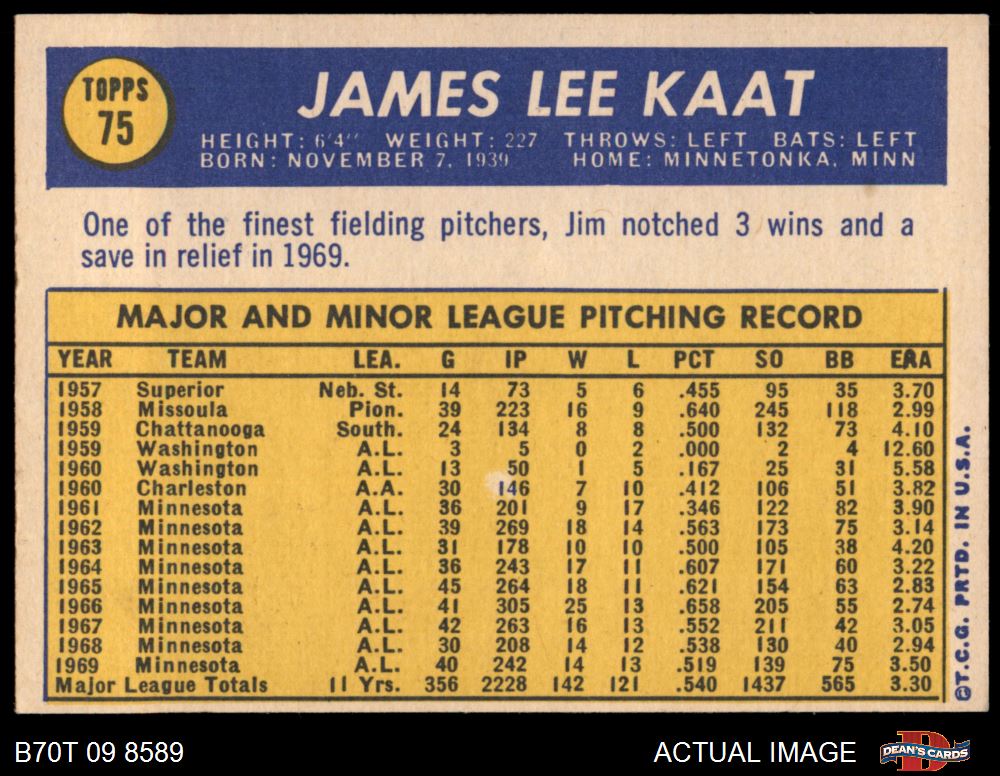 TOPPS
75
JAMES LEE KAAT
HEIGHT: 6'4" WEIGHT: 227 THROWS: LEFT BATS: LEFT
BORN: NOVEMBER 7, 1939 HOME: MINNETONKA, MINN
One of the finest fielding pitchers, Jim notched 3 wins and a
save in relief in 1969.
MAJOR AND MINOR LEAGUE PITCHING RECORD
YEAR TEAM LEA. G IP W L PCT SO BB ERA
1957 Superior Neb. St. 14 73 5 6 .455 95 35 3.70
1958 Missoula Pion. 39 223 16 9 .640 245 118 2.99
1959 Chattanooga South. 24 134 8 8 .500 132 73 4.10
1959 Washington A.L. 3 5 0 2 .000 2 4 12.60
1960 Washington A.L. 13 50 1 5 .167 25 31 5.58
1960 Charleston A.A. 30 146 7 10 .412 106 51 3.82
1961 Minnesota A.L. 36 201 9 17 .346 122 82 3.90
1962 Minnesota A.L. 39 269 18 14 .563 173 75 3.14
1963 Minnesota A.L. 31 178 10 10 .500 105 38 4.20
1964 Minnesota A.L. 36 243 17 11 .607 171 60 3.22
1965 Minnesota A.L. 45 264 18 11 .621 154 63 2.83
1966 Minnesota A.L. 41 305 25 13 .658 205 55 2.74
1967 Minnesota A.L. 42 263 16 13 .552 211 42 3.05
1968 Minnesota A.L. 30 208 14 12 .538 130 40 2.94
1969 Minnesota A.L. 40 242 14 13 .519 139 75 3.50
Major League Totals 11 Yrs. 356 2228 142 121 .540 1437 565 3.30
©T.C.G. PRTD. IN U.S.A.
B70T 09 8589
ACTUAL IMAGE
D
DEAN'S CARDS